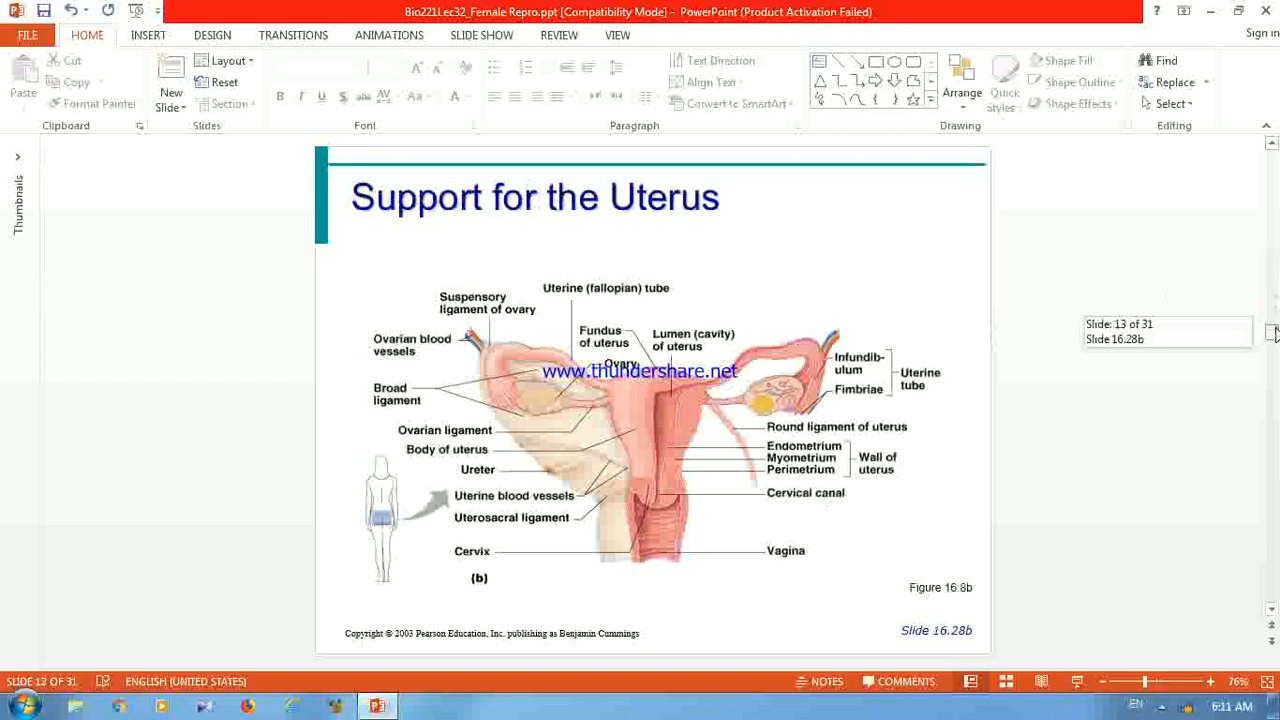 Bio221Lec32_Female Repro.ppt [Compatibility Mode] - PowerPoint (Product Activation Failed)
Sign in
FILE HOME INSERT DESIGN TRANSITIONS ANIMATIONS SLIDE SHOW REVIEW VIEW
Paste
Cut
Copy
Format Painter
Clipboard
New
Slide
Layout
Reset
Section
Slides
B I U S abc AV Aa A
Font
Text Direction
Align Text
Convert to SmartArt
Paragraph
Arrange
Quick
Styles
Shape Fill
Shape Outline
Shape Effects
Drawing
Find
Replace
Select
Editing
Thumbnails
Support for the Uterus
Suspensory
ligament of ovary
Uterine (fallopian) tube
Ovarian blood
vessels
Fundus
of uterus
Lumen (cavity)
of uterus
Ovary
www.thundershare.net
Infundib-
ulum
Fimbriae
Uterine
tube
Broad
ligament
Ovarian ligament
Round ligament of uterus
Body of uterus
Endometrium
Myometrium
Perimetrium
Wall of
uterus
Ureter
Uterine blood vessels
Cervical canal
Uterosacral ligament
Cervix
Vagina
(b)
Figure 16.8b
Copyright © 2003 Pearson Education, Inc. publishing as Benjamin Cummings
Slide 16.28b
Slide: 13 of 31
Slide 16.28b
SLIDE 13 OF 31 ENGLISH (UNITED STATES) NOTES COMMENTS 76%
EN 6:11 AM